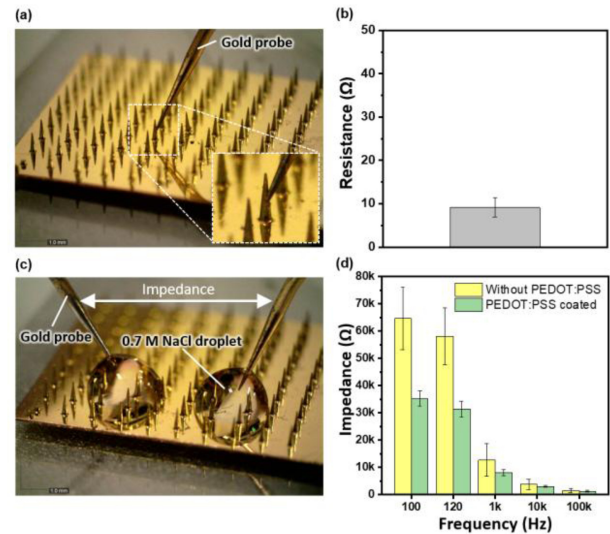 (a)
Gold probe
1.0 mm
(b)
50
40
30
20
10
0
Resistance (Ω)
(c)
Impedance
Gold probe
0.7 M NaCl droplet
1.0 mm
(d)
80k
70k
60k
50k
40k
30k
20k
10k
0
Impedance (Ω)
Without PEDOT:PSS
PEDOT:PSS coated
100 120 1k 10k 100k
Frequency (Hz)